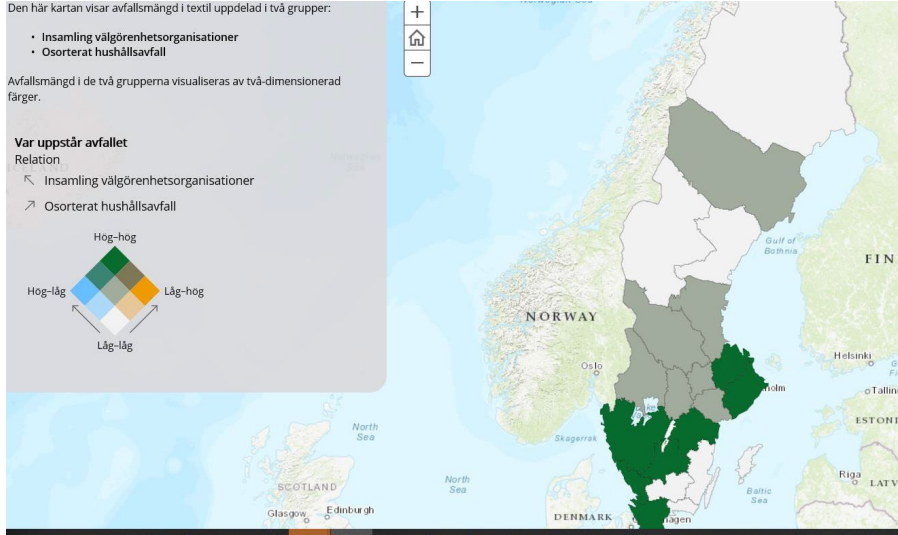 Den här kartan visar avfallsmängd i textil uppdelad i två grupper:
• Insamling välgörenhetsorganisationer
• Osorterat hushållsavfall
Avfallsmängd i de två grupperna visualiseras av två-dimensionerad
färger.
Var uppstår avfallet
Relation
Insamling välgörenhetsorganisationer
Osorterat hushållsavfall
Hög–hög
Hög–låg
Låg–hög
Låg–låg
+
−
Gulf of
Bothnia
FIN
NORWAY
Oslo
Helsinki
olm
Tallin
ESTONI
North
Sea
Skagerrak
SCOTLAND
North
Sea
Baltic
Sea
Riga
LATV
Glasgow
Edinburgh
DENMARK
hagen